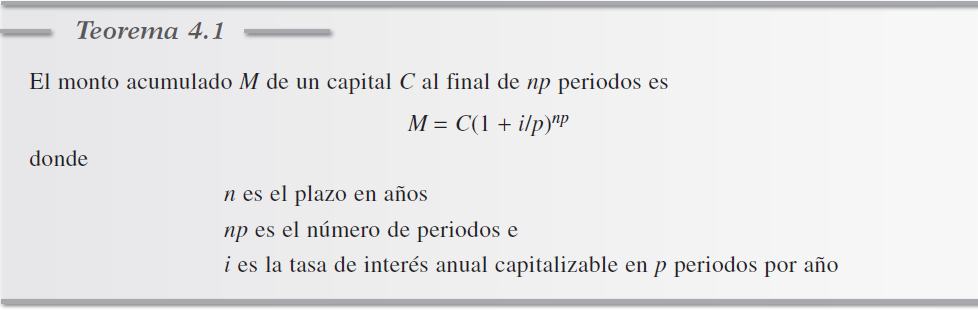 Teorema 4.1
El monto acumulado M de un capital C al final de np periodos es
M = C(1 + i/p)^{np}
donde
n es el plazo en años
np es el número de periodos e
i es la tasa de interés anual capitalizable en p periodos por año